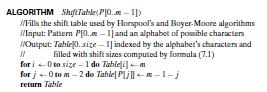 ALGORITHM ShiftTable(P[0..m − 1])
//Fills the shift table used by Horspool's and Boyer-Moore algorithms
//Input: Pattern P[0..m − 1] and an alphabet of possible characters
//Output: Table[0..size − 1] indexed by the alphabet's characters and
// filled with shift sizes computed by formula (7.1)
for i ← 0 to size − 1 do Table[i] ← m
for j ← 0 to m − 2 do Table[P[j]] ← m − 1 − j
return Table